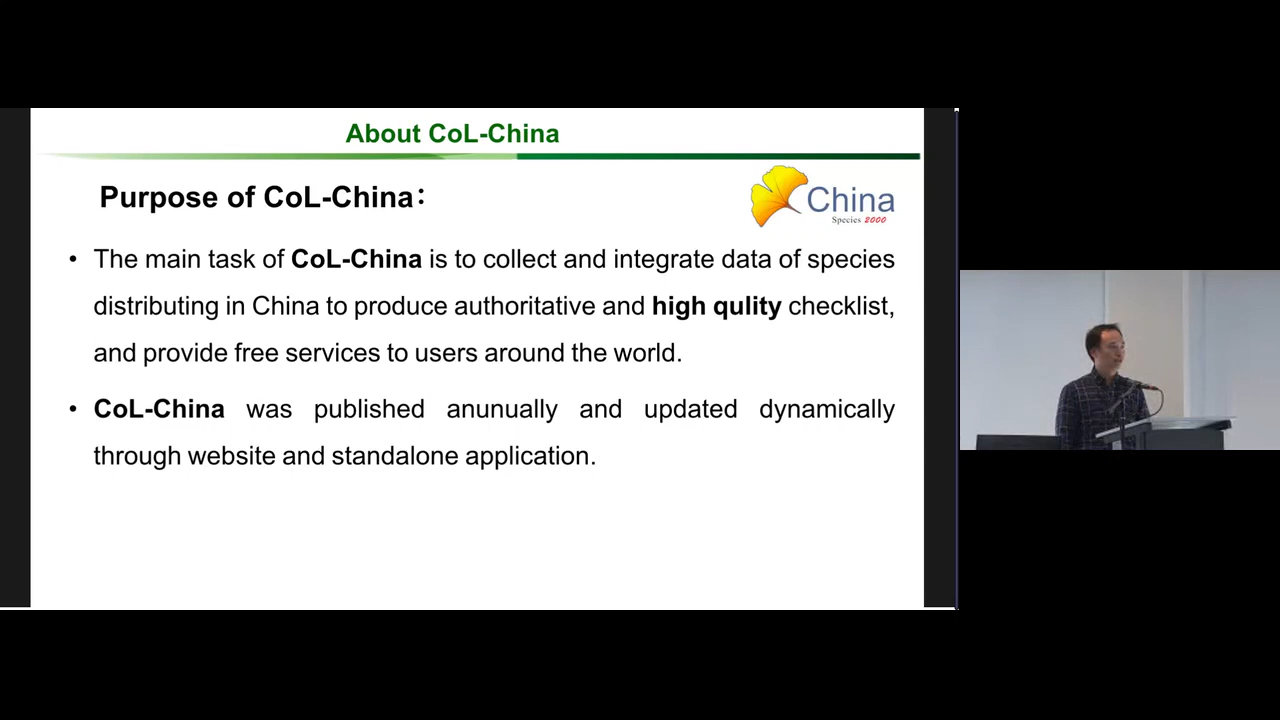 About CoL-China
Purpose of CoL-China：
China
Species 2000
• The main task of CoL-China is to collect and integrate data of species
distributing in China to produce authoritative and high qulity checklist,
and provide free services to users around the world.
• CoL-China was published anunually and updated dynamically
through website and standalone application.